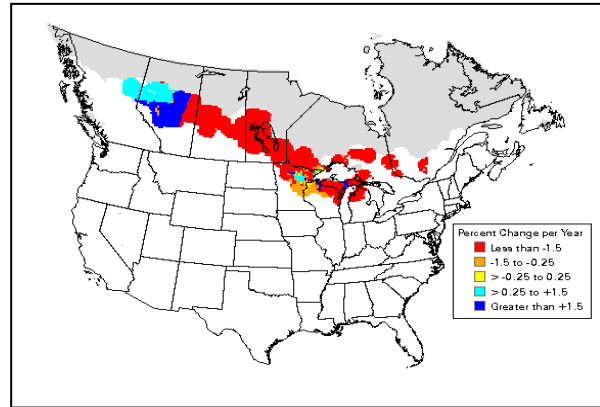 Percent Change per Year
Less than -1.5
-1.5 to -0.25
> -0.25 to 0.25
> 0.25 to +1.5
Greater than +1.5